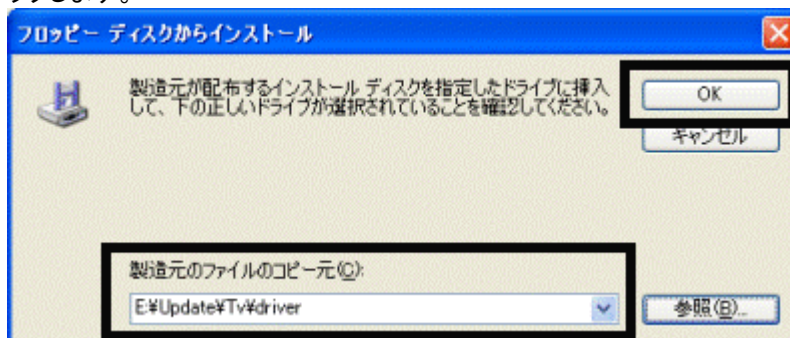 ックします。
フロッピー ディスクからインストール
製造元が配布するインストール ディスクを指定したドライブに挿入
して、下の正しいドライブが選択されていることを確認してください。
OK
キャンセル
製造元のファイルのコピー元(C):
E:¥Update¥Tv¥driver
参照(B)...